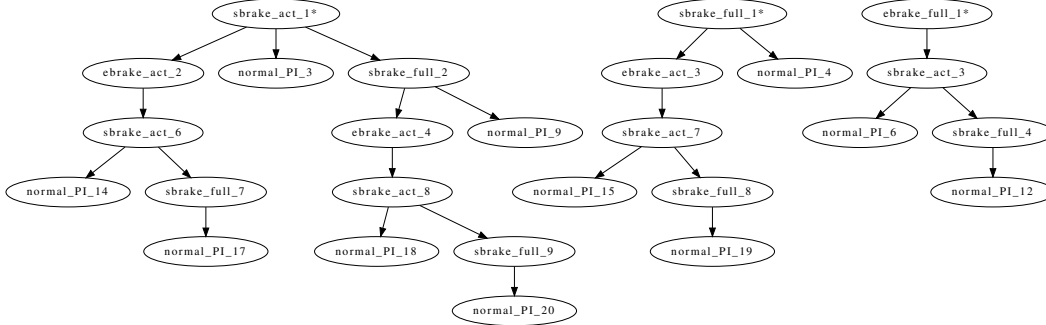 sbrake_act_1*
sbrake_full_1*
ebrake_full_1*
ebrake_act_2
normal_PI_3
sbrake_full_2
ebrake_act_3
normal_PI_4
sbrake_act_3
sbrake_act_6
ebrake_act_4
normal_PI_9
sbrake_act_7
normal_PI_6
sbrake_full_4
normal_PI_14
sbrake_full_7
sbrake_act_8
normal_PI_15
sbrake_full_8
normal_PI_12
normal_PI_17
normal_PI_18
sbrake_full_9
normal_PI_19
normal_PI_20